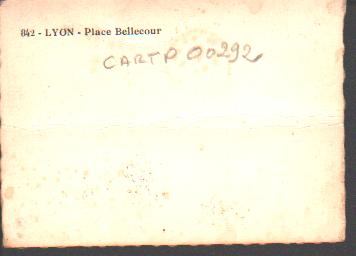 842 - LYON - Place Bellecour
CARTP 00292